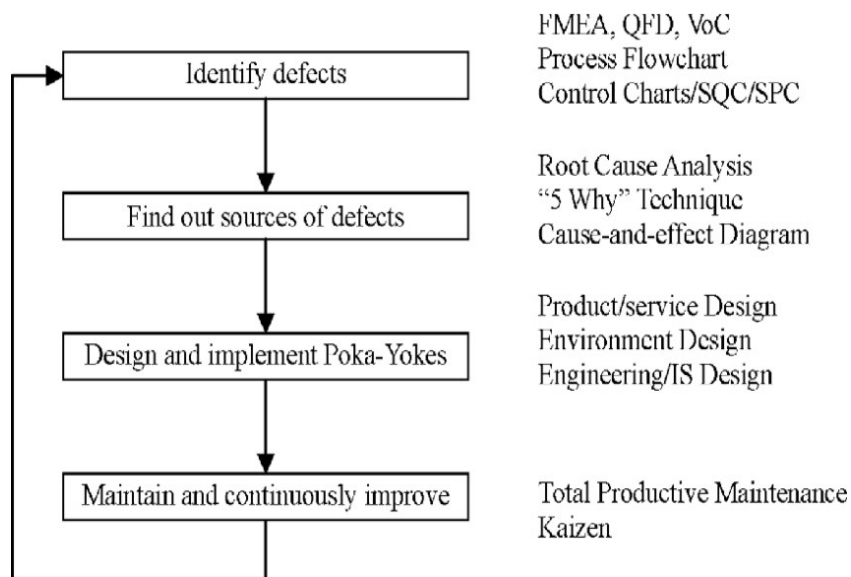 FMEA, QFD, VoC
Identify defects
Process Flowchart
Control Charts/SQC/SPC
Root Cause Analysis
Find out sources of defects
“5 Why” Technique
Cause-and-effect Diagram
Product/service Design
Design and implement Poka-Yokes
Environment Design
Engineering/IS Design
Maintain and continuously improve
Total Productive Maintenance
Kaizen